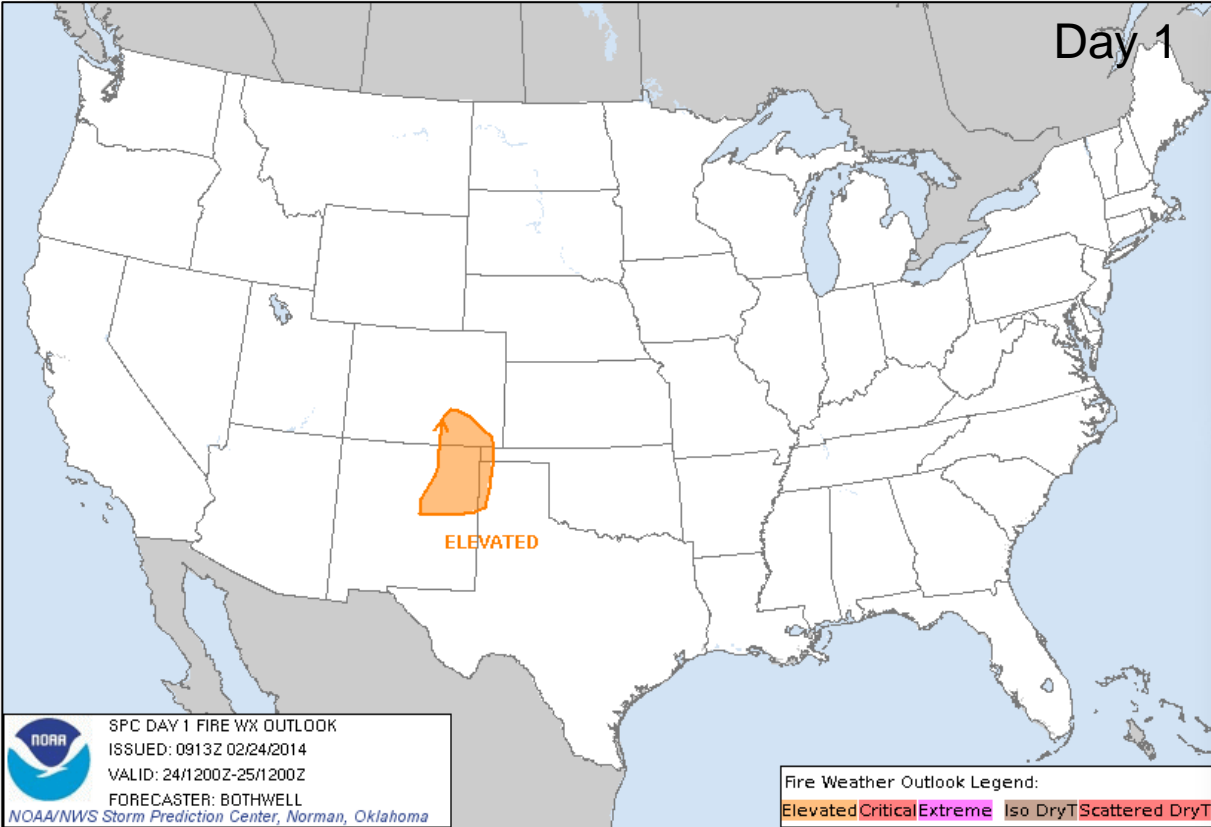 Day 1
ELEVATED
NOAA
SPC DAY 1 FIRE WX OUTLOOK
ISSUED: 0913Z 02/24/2014
VALID: 24/1200Z-25/1200Z
FORECASTER: BOTHWELL
NOAA/NWS Storm Prediction Center, Norman, Oklahoma
Fire Weather Outlook Legend:
Elevated Critical Extreme Iso DryT Scattered DryT